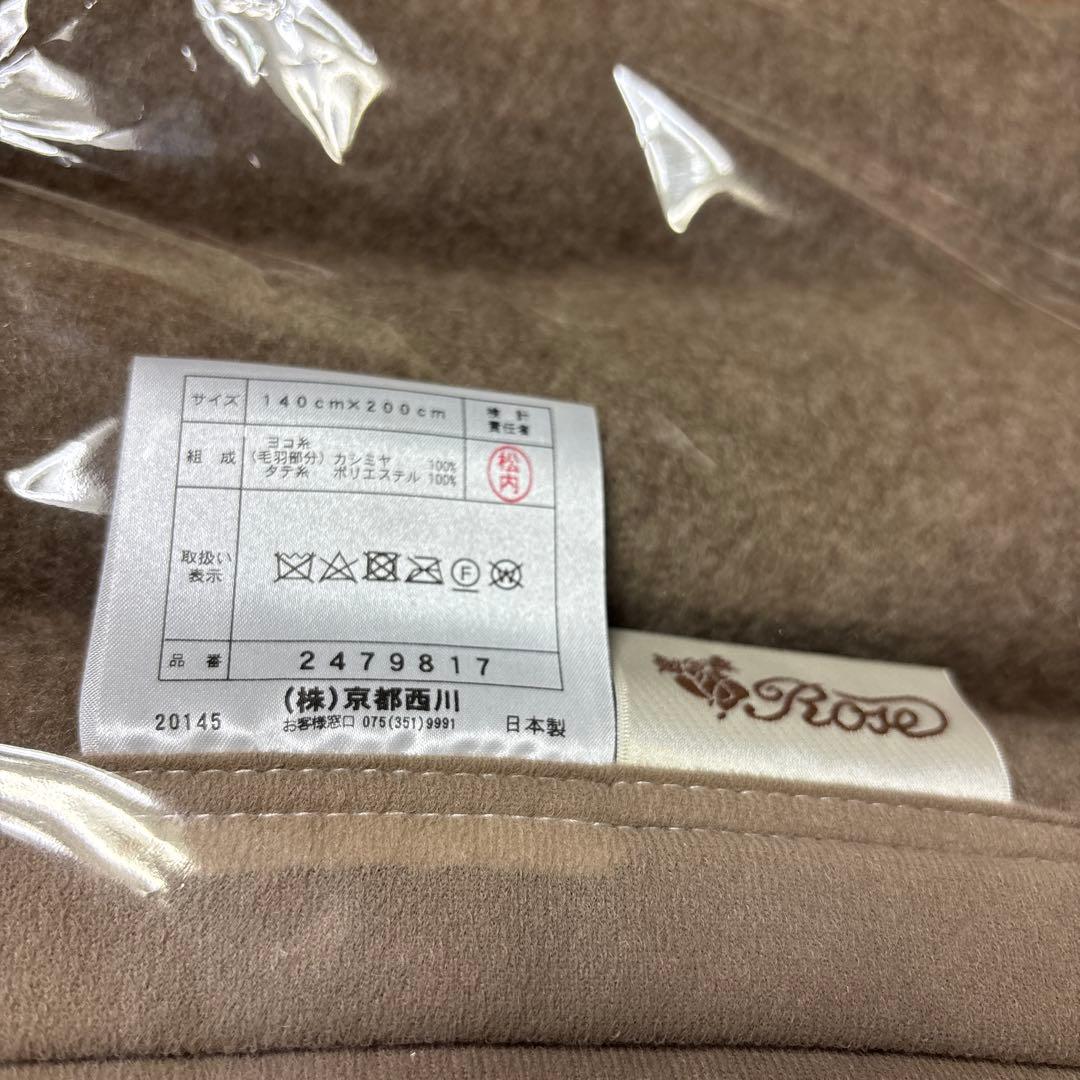 サイズ １４０ｃｍ×２００ｃｍ
検 針
責任者
組 成
ヨコ糸
（毛羽部分） カシミヤ 100%
タテ糸 ポリエステル 100%
松内
取扱い
表示
F
W
品 番 ２４７９８１７
(株)京都西川
20145 お客様窓口 075(351)9991 日本製
Rose